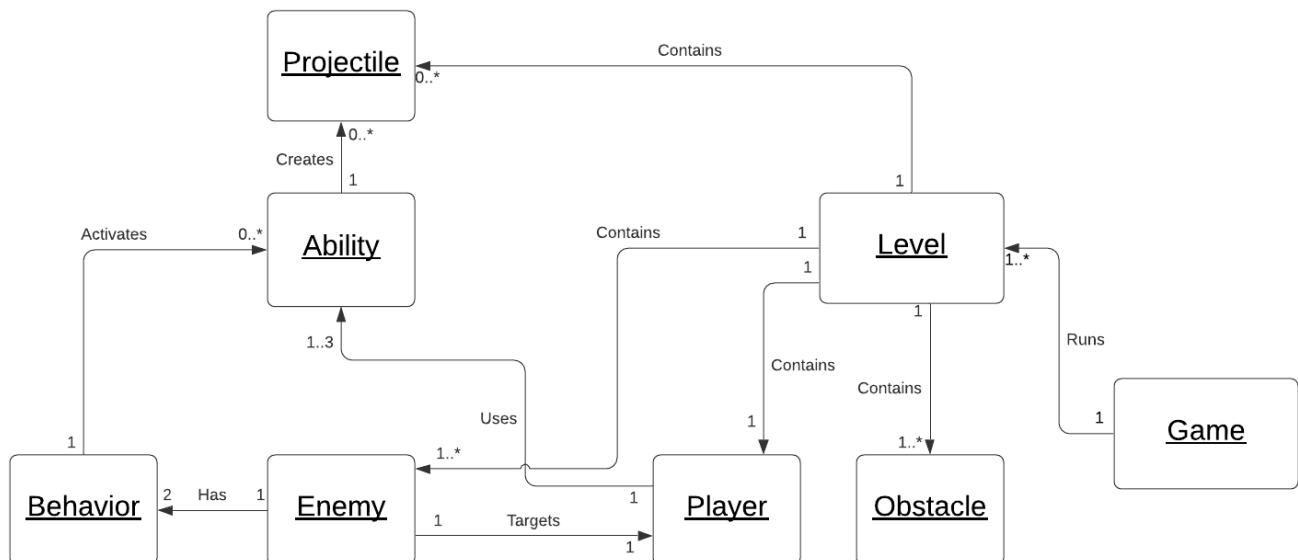 Contains
Projectile
0..*
0..*
Creates
1
1
Activates
0..*
Ability
Contains
1
Level
1
1..*
1
1..3
Runs
Contains
Contains
Uses
1
1
Game
1
1..*
1..*
Behavior
2
Has
1
Enemy
1
Player
Obstacle
1
Targets
1